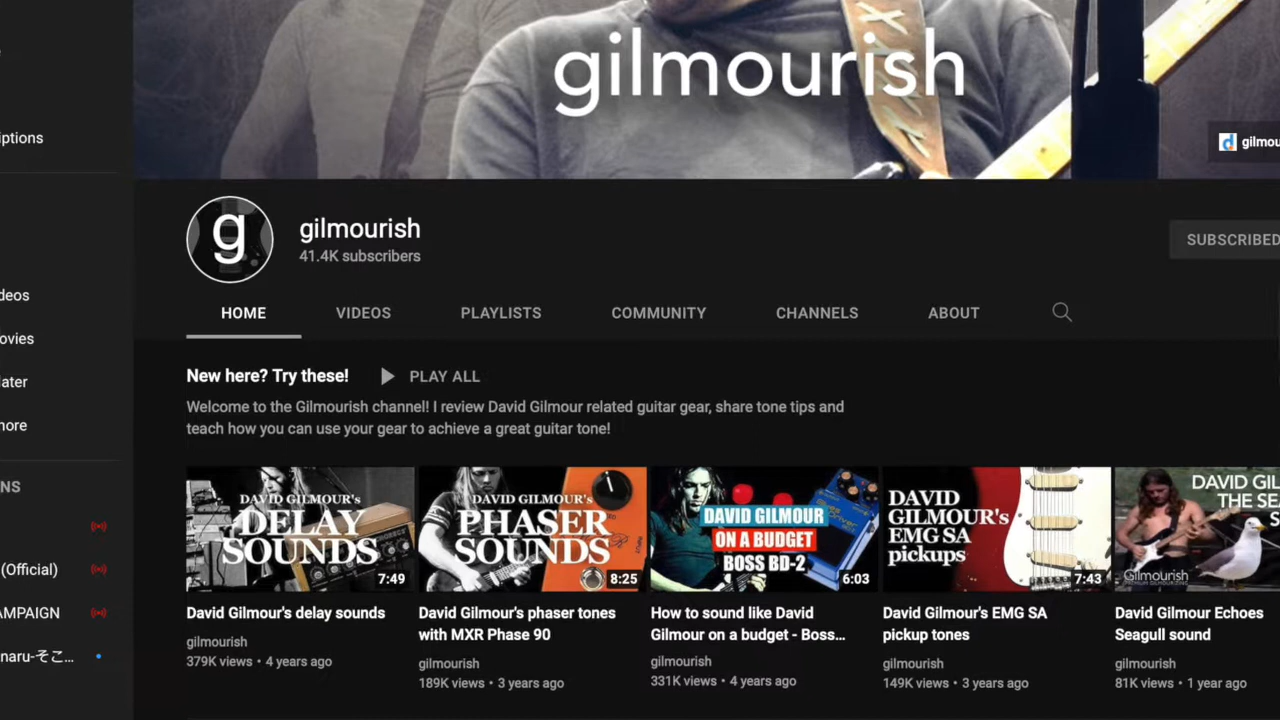 gilmourish
iptions
gilmou
gilmourish
41.4K subscribers
SUBSCRIBED
deos
ovies
ater
nore
HOME
VIDEOS
PLAYLISTS
COMMUNITY
CHANNELS
ABOUT
New here? Try these!
PLAY ALL
Welcome to the Gilmourish channel! I review David Gilmour related guitar gear, share tone tips and
teach how you can use your gear to achieve a great guitar tone!
NS
(Official)
AMPAIGN
naru-そこ...
DAVID GILMOUR's
DELAY
SOUNDS
7:49
David Gilmour's delay sounds
gilmourish
379K views • 4 years ago
DAVID GILMOUR's
PHASER
SOUNDS
8:25
David Gilmour's phaser tones
with MXR Phase 90
gilmourish
189K views • 3 years ago
DAVID GILMOUR
ON A BUDGET
BOSS BD-2
6:03
How to sound like David
Gilmour on a budget - Boss...
gilmourish
331K views • 4 years ago
DAVID
GILMOUR's
EMG SA
pickups
7:43
David Gilmour's EMG SA
pickup tones
gilmourish
149K views • 3 years ago
DAVID GIL
THE SE
S
Gilmourish
David Gilmour Echoes
Seagull sound
gilmourish
81K views • 1 year ago